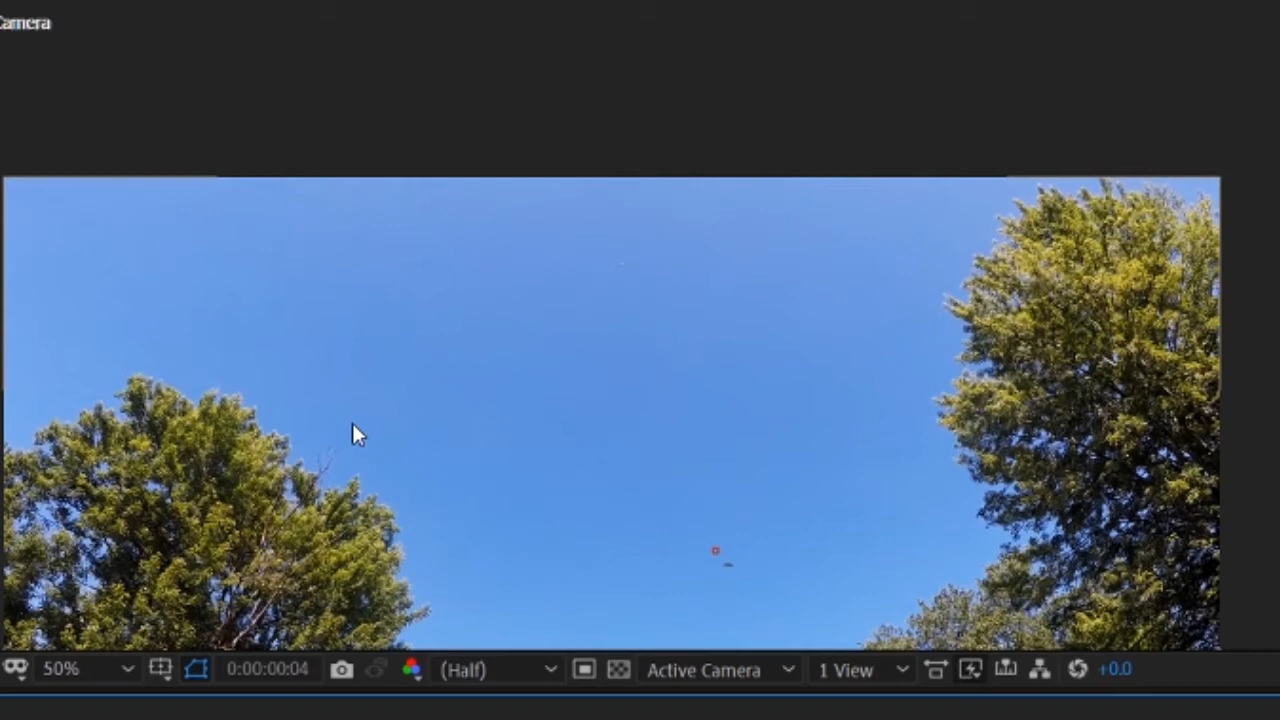 Camera
50%
0:00:00:04
(Half)
Active Camera
1 View
+0.0